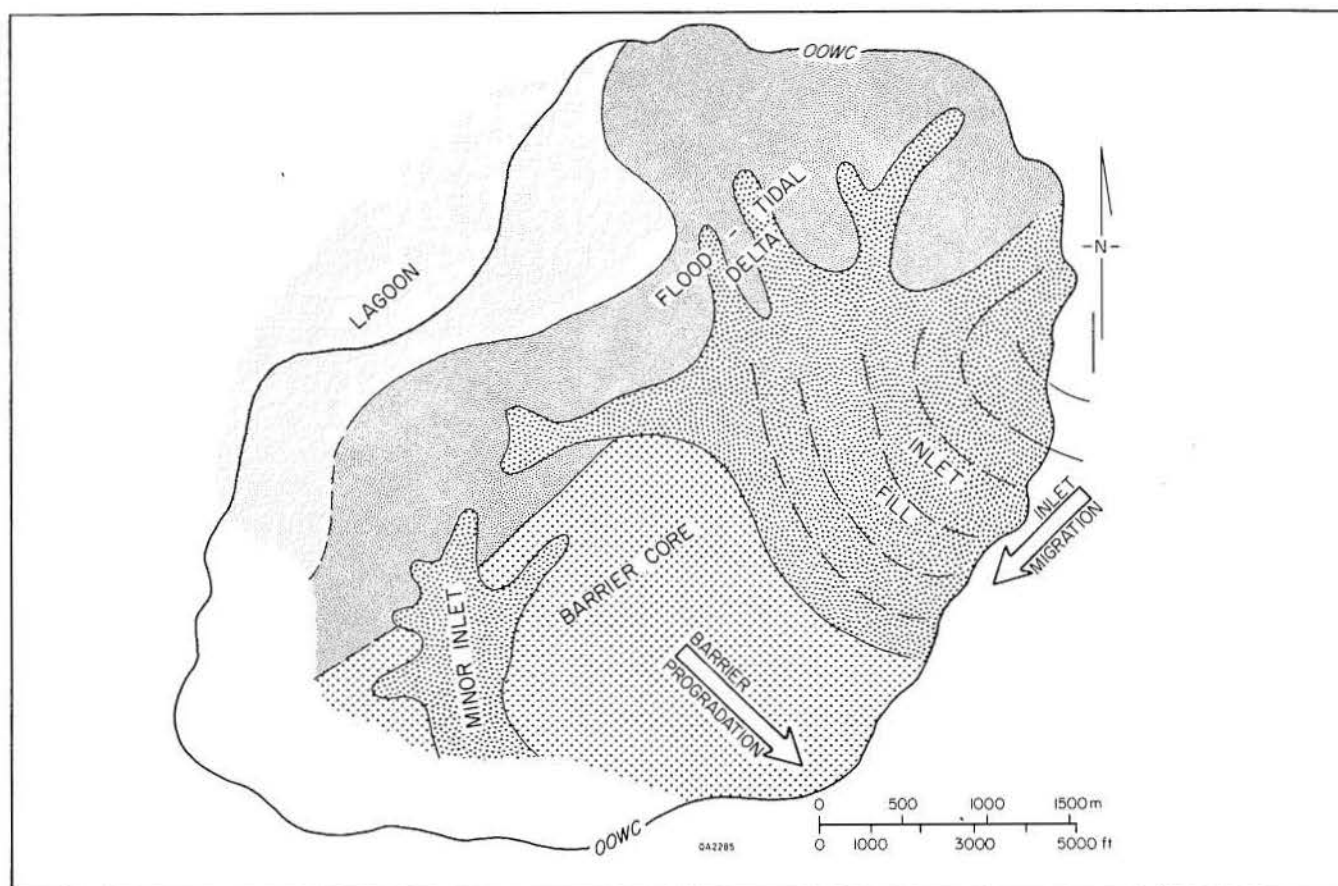 OOWC
-N-
FLOOD - TIDAL
DELTA
LAGOON
INLET
FILL
INLET
MIGRATION
BARRIER CORE
MINOR INLET
BARRIER
PROGRADATION
0 500 1000 1500 m
0 1000 3000 5000 ft
OOWC
QA2285